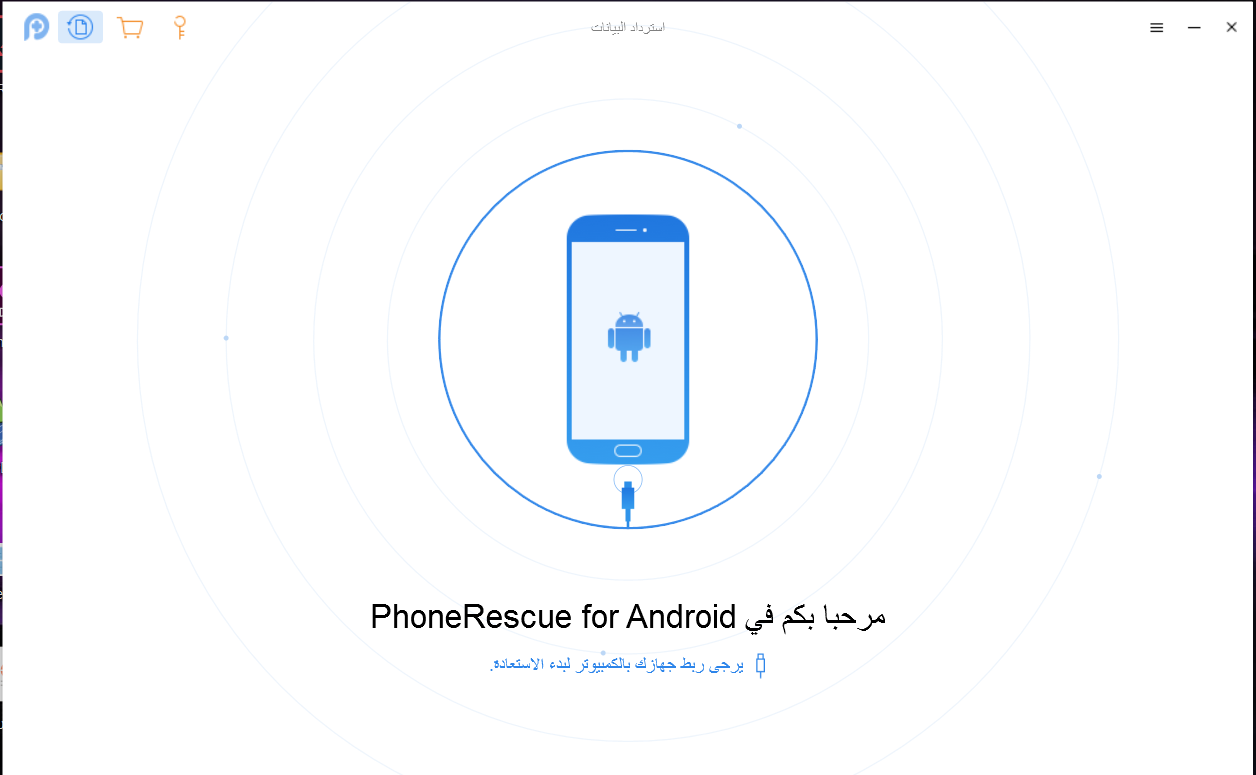 استرداد البيانات
مرحبا بكم في PhoneRescue for Android
يرجى ربط جهازك بالكمبيوتر لبدء الاستعادة.